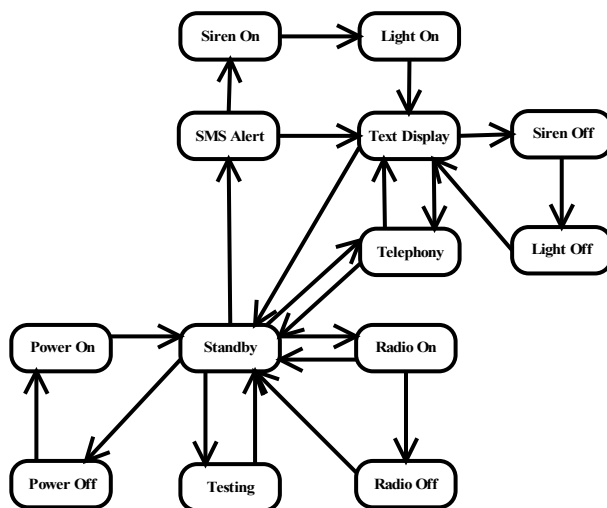 Siren On
Light On
SMS Alert
Text Display
Siren Off
Telephony
Light Off
Power On
Standby
Radio On
Power Off
Testing
Radio Off